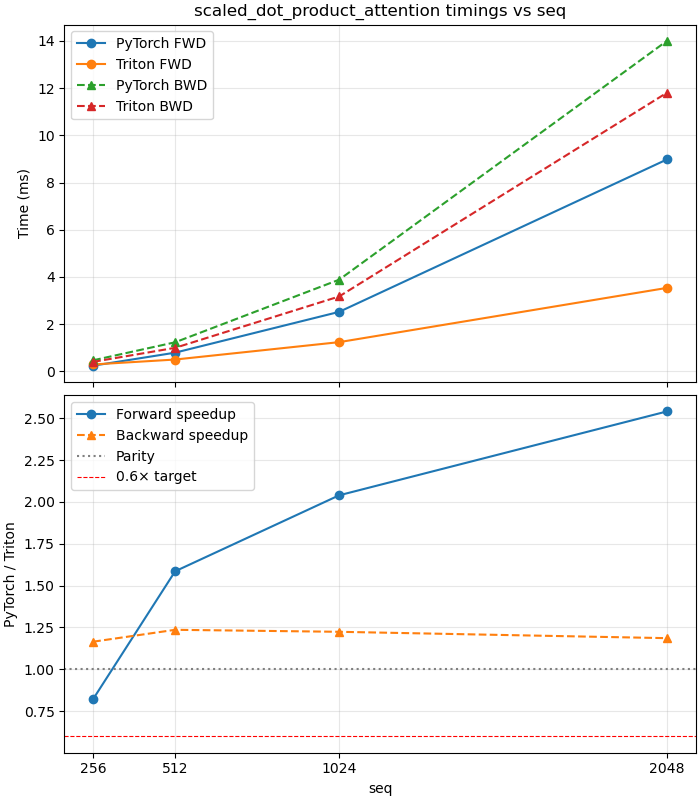 scaled_dot_product_attention timings vs seq
PyTorch FWD
Triton FWD
PyTorch BWD
Triton BWD
14
12
10
8
6
4
2
0
Time (ms)
Forward speedup
Backward speedup
Parity
0.6× target
2.50
2.25
2.00
1.75
1.50
1.25
1.00
0.75
PyTorch / Triton
256 512 1024 2048
seq